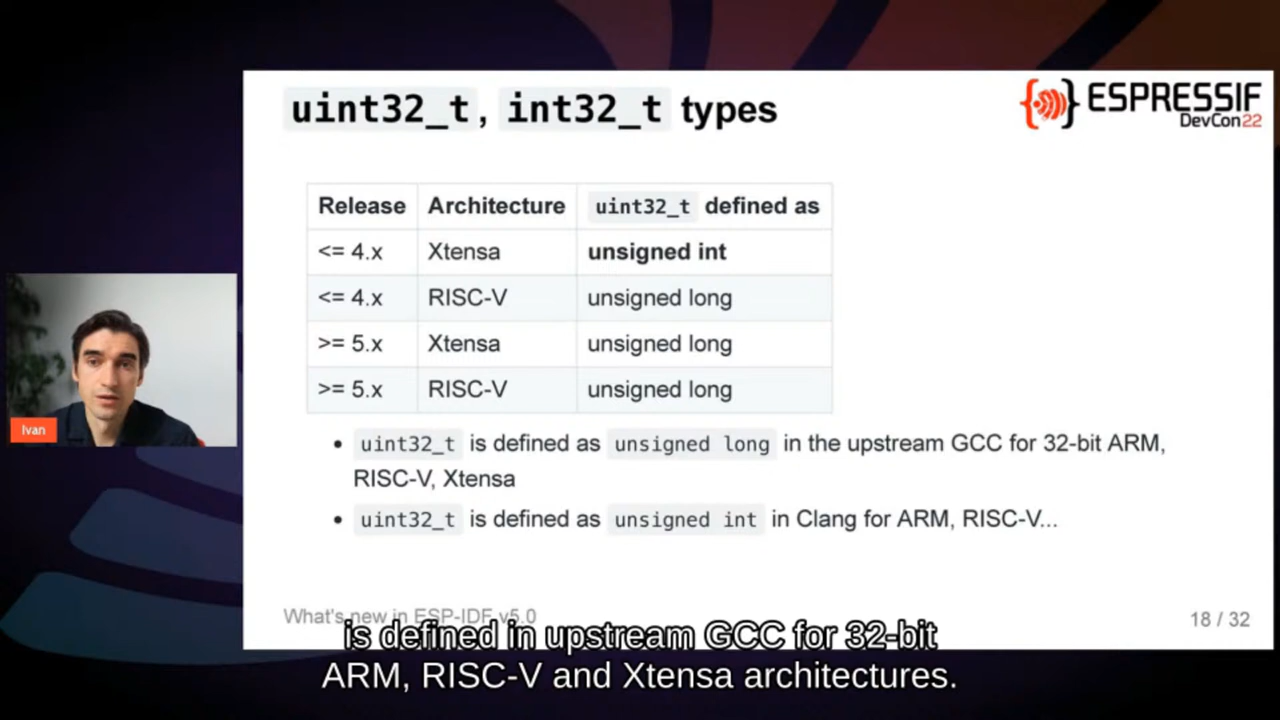 uint32_t, int32_t types
ESPRESSIF
DevCon22
Release Architecture uint32_t defined as
<= 4.x Xtensa unsigned int
<= 4.x RISC-V unsigned long
>= 5.x Xtensa unsigned long
>= 5.x RISC-V unsigned long
• uint32_t is defined as unsigned long in the upstream GCC for 32-bit ARM,
RISC-V, Xtensa
• uint32_t is defined as unsigned int in Clang for ARM, RISC-V...
Ivan
What's new in ESP-IDF v5.0
18 / 32
is defined in upstream GCC for 32-bit
ARM, RISC-V and Xtensa architectures.